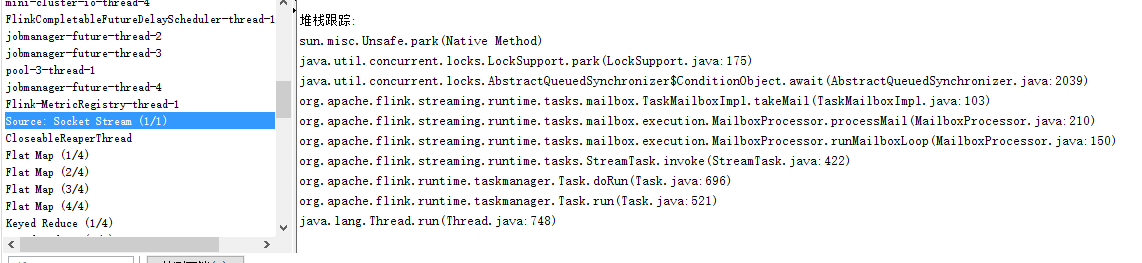 mini-cluster-io-thread-4
FlinkCompletableFutureDelayScheduler-thread-1
jobmanager-future-thread-2
jobmanager-future-thread-3
pool-3-thread-1
jobmanager-future-thread-4
Flink-MetricRegistry-thread-1
Source: Socket Stream (1/1)
CloseableReaperThread
Flat Map (1/4)
Flat Map (2/4)
Flat Map (3/4)
Flat Map (4/4)
Keyed Reduce (1/4)
堆栈跟踪:
sun.misc.Unsafe.park(Native Method)
java.util.concurrent.locks.LockSupport.park(LockSupport.java:175)
java.util.concurrent.locks.AbstractQueuedSynchronizer$ConditionObject.await(AbstractQueuedSynchronizer.java:2039)
org.apache.flink.streaming.runtime.tasks.mailbox.TaskMailboxImpl.takeMail(TaskMailboxImpl.java:103)
org.apache.flink.streaming.runtime.tasks.mailbox.execution.MailboxProcessor.processMail(MailboxProcessor.java:210)
org.apache.flink.streaming.runtime.tasks.mailbox.execution.MailboxProcessor.runMailboxLoop(MailboxProcessor.java:150)
org.apache.flink.streaming.runtime.tasks.StreamTask.invoke(StreamTask.java:422)
org.apache.flink.runtime.taskmanager.Task.doRun(Task.java:696)
org.apache.flink.runtime.taskmanager.Task.run(Task.java:521)
java.lang.Thread.run(Thread.java:748)